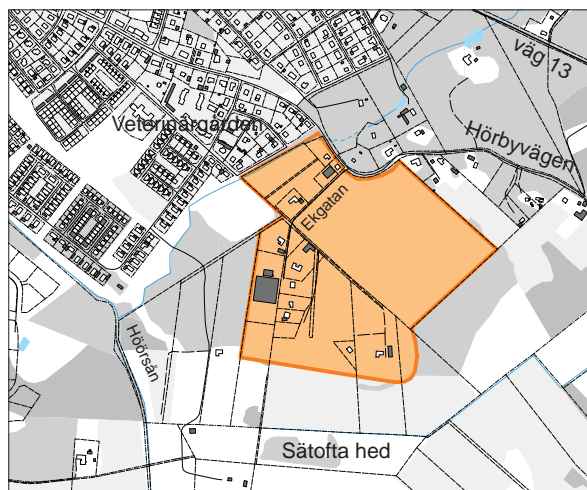 väg 13
Veterinärgården
Hörbyvägen
Ekgatan
Höörsån
Sätofta hed